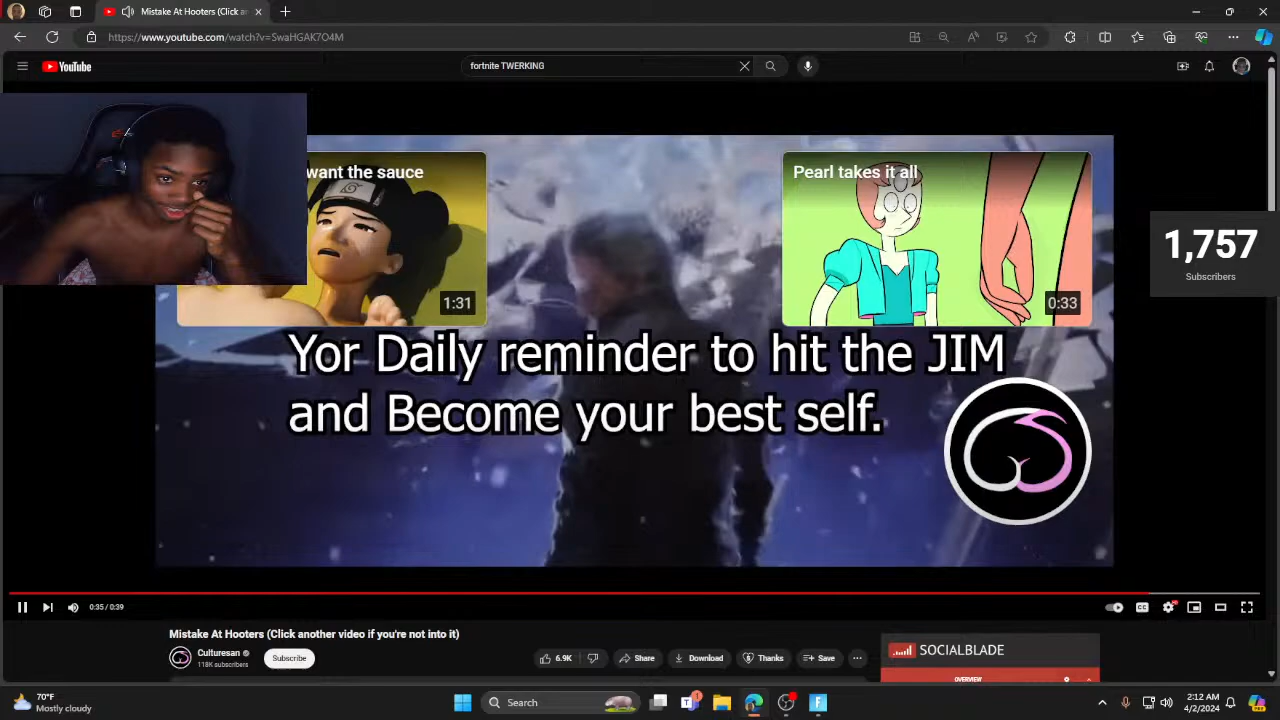 Mistake At Hooters (Click an
https://www.youtube.com/watch?v=SwaHGAK7O4M
YouTube
fortnite TWERKING
want the sauce
Pearl takes it all
1:31
0:33
1,757
Subscribers
Yor Daily reminder to hit the JIM
and Become your best self.
0:35 / 0:39
Mistake At Hooters (Click another video if you're not into it)
Culturesan
118K subscribers
Subscribe
6.9K
Share
Download
Thanks
Save
SOCIALBLADE
OVERVIEW
70°F
Mostly cloudy
Search
2:12 AM
4/2/2024